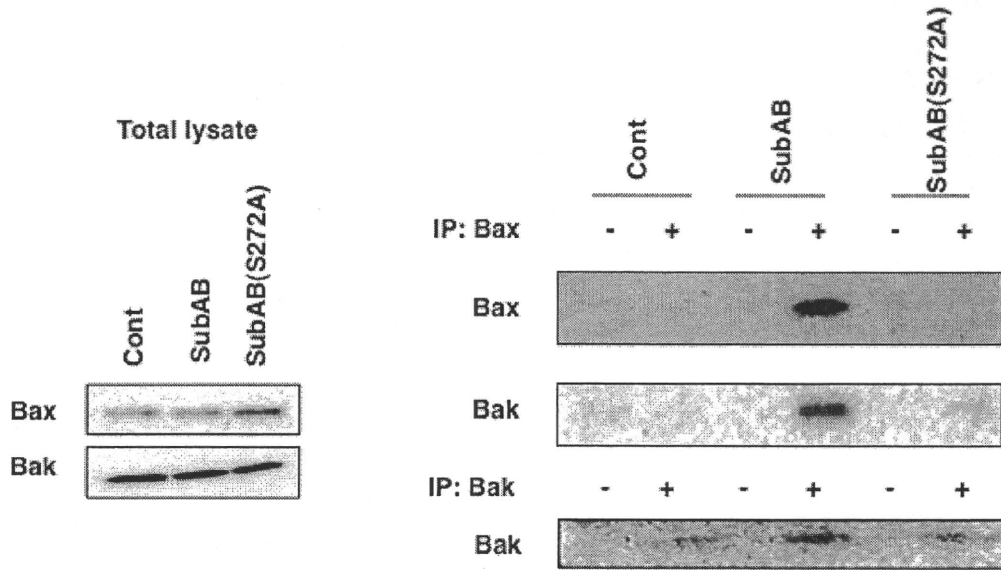 Total lysate
Cont
SubAB
SubAB(S272A)
Bax
Bak
Cont
SubAB
SubAB(S272A)
IP: Bax - + - + - +
Bax
Bak
IP: Bak - + - + - +
Bak